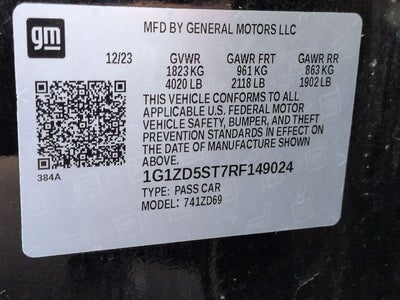 gm
MFD BY GENERAL MOTORS LLC
12/23 GVWR GAWR FRT GAWR RR
1823 KG 961 KG 863 KG
4020 LB 2118 LB 1902 LB
THIS VEHICLE CONFORMS TO ALL
APPLICABLE U.S. FEDERAL MOTOR
VEHICLE SAFETY, BUMPER, AND THEFT
PREVENTION STANDARDS IN EFFECT ON
THE DATE OF MANUFACTURE SHOWN
ABOVE.
384A
1G1ZD5ST7RF149024
TYPE: PASS CAR
MODEL: 741ZD69